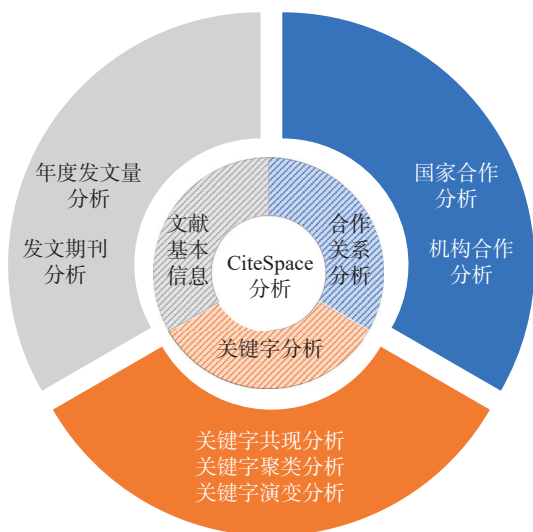 年度发文量
分析
发文期刊
分析
国家合作
分析
机构合作
分析
文献
基本
信息
合作
关系
分析
CiteSpace
分析
关键字分析
关键字共现分析
关键字聚类分析
关键字演变分析